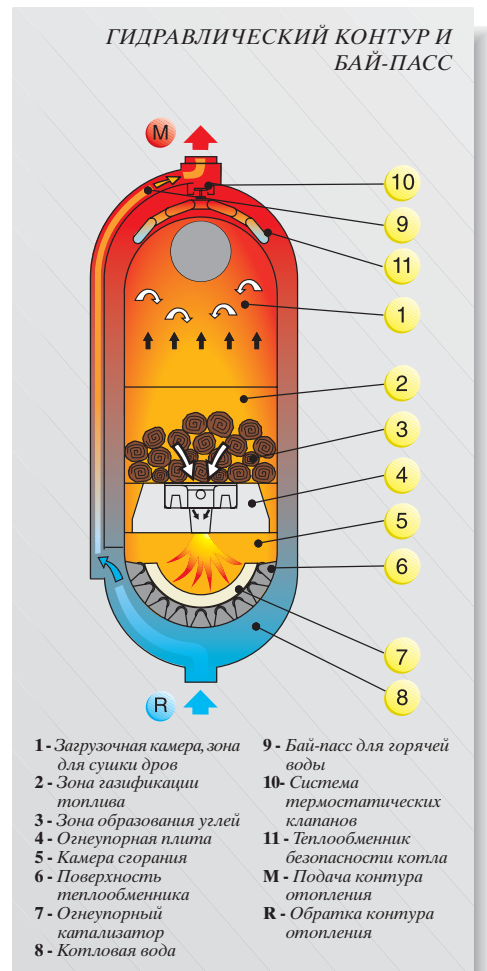 ГИДРАВЛИЧЕСКИЙ КОНТУР И
БАЙ-ПАСС
M
10
9
11
1
2
3
4
5
6
7
8
R
1 - Загрузочная камера, зона
для сушки дров
2 - Зона газификации
топлива
3 - Зона образования углей
4 - Огнеупорная плита
5 - Камера сгорания
6 - Поверхность
теплообменника
7 - Огнеупорный
катализатор
8 - Котловая вода
9 - Бай-пасс для горячей
воды
10- Система
термостатических
клапанов
11 - Теплообменник
безопасности котла
М - Подача контура
отопления
R - Обратка контура
отопления